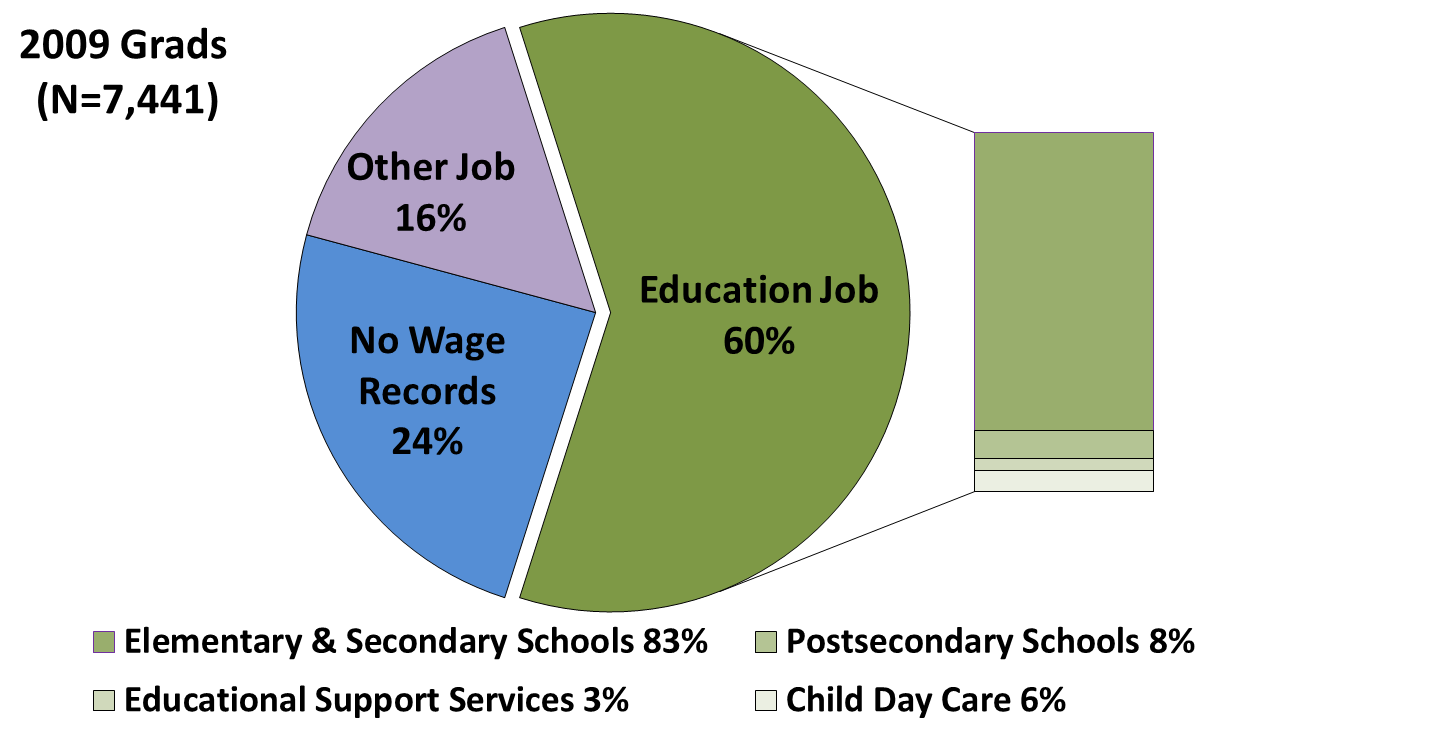 2009 Grads
(N=7,441)
Other Job
16%
Education Job
60%
No Wage
Records
24%
Elementary & Secondary Schools 83%
Postsecondary Schools 8%
Educational Support Services 3%
Child Day Care 6%